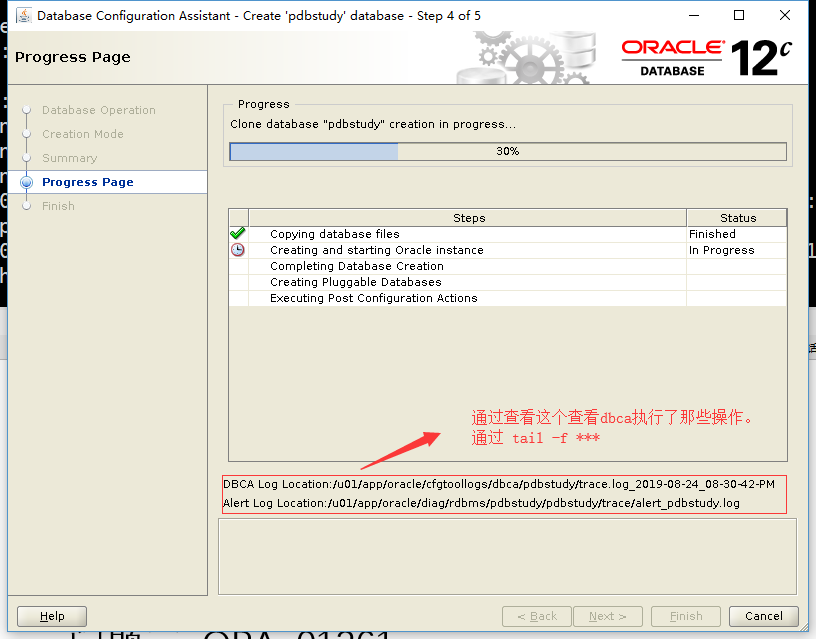 Database Configuration Assistant - Create 'pdbstudy' database - Step 4 of 5
Progress Page
ORACLE
DATABASE
12c
Database Operation
Creation Mode
Summary
Progress Page
Finish
Progress
Clone database "pdbstudy" creation in progress...
30%
Steps Status
Copying database files Finished
Creating and starting Oracle instance In Progress
Completing Database Creation
Creating Pluggable Databases
Executing Post Configuration Actions
通过查看这个查看dbca执行了那些操作。
通过 tail -f ***
DBCA Log Location:/u01/app/oracle/cfgtoollogs/dbca/pdbstudy/trace.log_2019-08-24_08-30-42-PM
Alert Log Location:/u01/app/oracle/diag/rdbms/pdbstudy/pdbstudy/trace/alert_pdbstudy.log
Help
< Back
Next >
Finish
Cancel